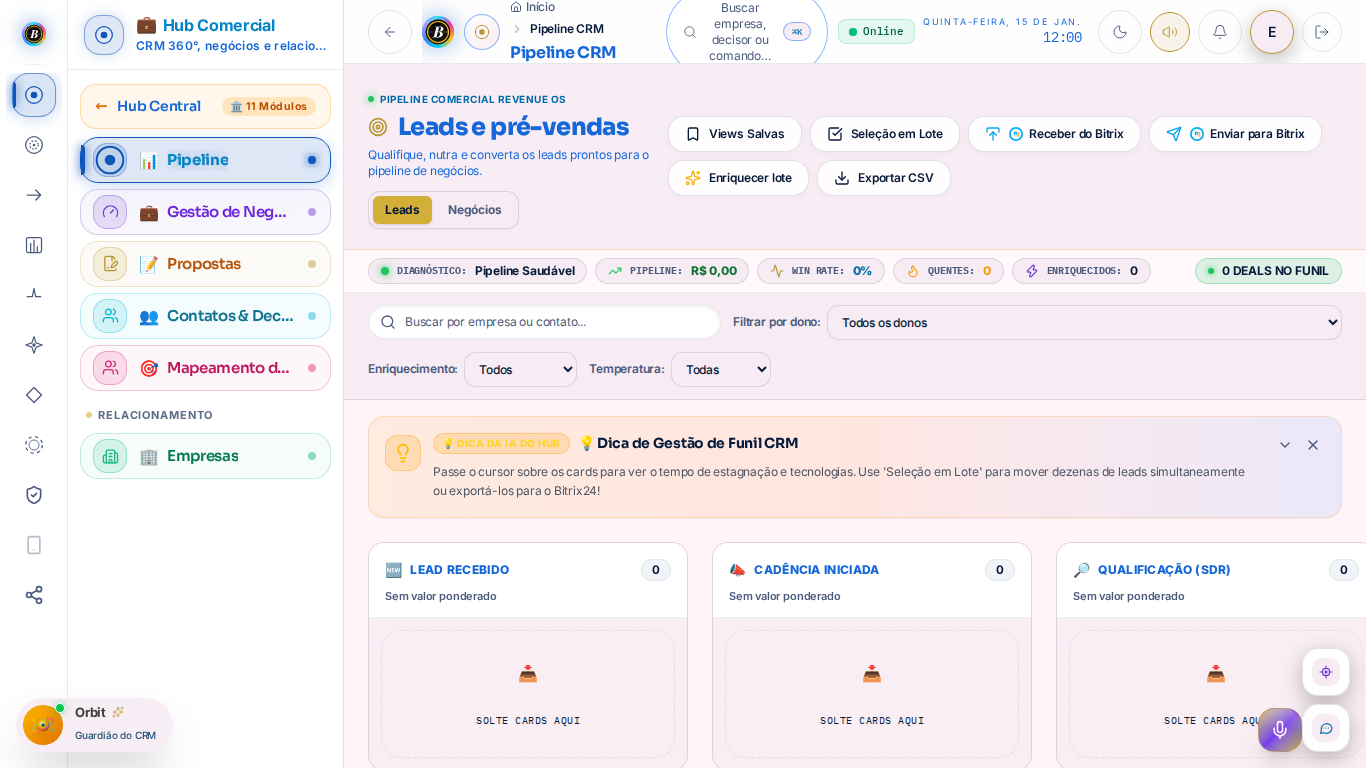 Hub Comercial
CRM 360°, negócios e relacio...
Hub Central
11 Módulos
Pipeline
Gestão de Neg...
Propostas
Contatos & Dec...
Mapeamento d...
RELACIONAMENTO
Empresas
Orbit
Guardião do CRM
B
Início
Pipeline CRM
Pipeline CRM
Buscar
empresa,
decisor ou
comando...
⌘K
Online
QUINTA-FEIRA, 15 DE JAN.
12:00
E
PIPELINE COMERCIAL REVENUE OS
Leads e pré-vendas
Qualifique, nutra e converta os leads prontos para o
pipeline de negócios.
Leads
Negócios
Views Salvas
Seleção em Lote
Receber do Bitrix
Enviar para Bitrix
Enriquecer lote
Exportar CSV
DIAGNÓSTICO: Pipeline Saudável
PIPELINE: R$ 0,00
WIN RATE: 0%
QUENTES: 0
ENRIQUECIDOS: 0
0 DEALS NO FUNIL
Buscar por empresa ou contato...
Filtrar por dono:
Todos os donos
Enriquecimento:
Todos
Temperatura:
Todas
DICA DA IA DO HUB
Dica de Gestão de Funil CRM
Passe o cursor sobre os cards para ver o tempo de estagnação e tecnologias. Use 'Seleção em Lote' para mover dezenas de leads simultaneamente
ou exportá-los para o Bitrix24!
LEAD RECEBIDO
0
Sem valor ponderado
SOLTE CARDS AQUI
CADÊNCIA INICIADA
0
Sem valor ponderado
SOLTE CARDS AQUI
QUALIFICAÇÃO (SDR)
0
Sem valor ponderado
SOLTE CARDS AQU